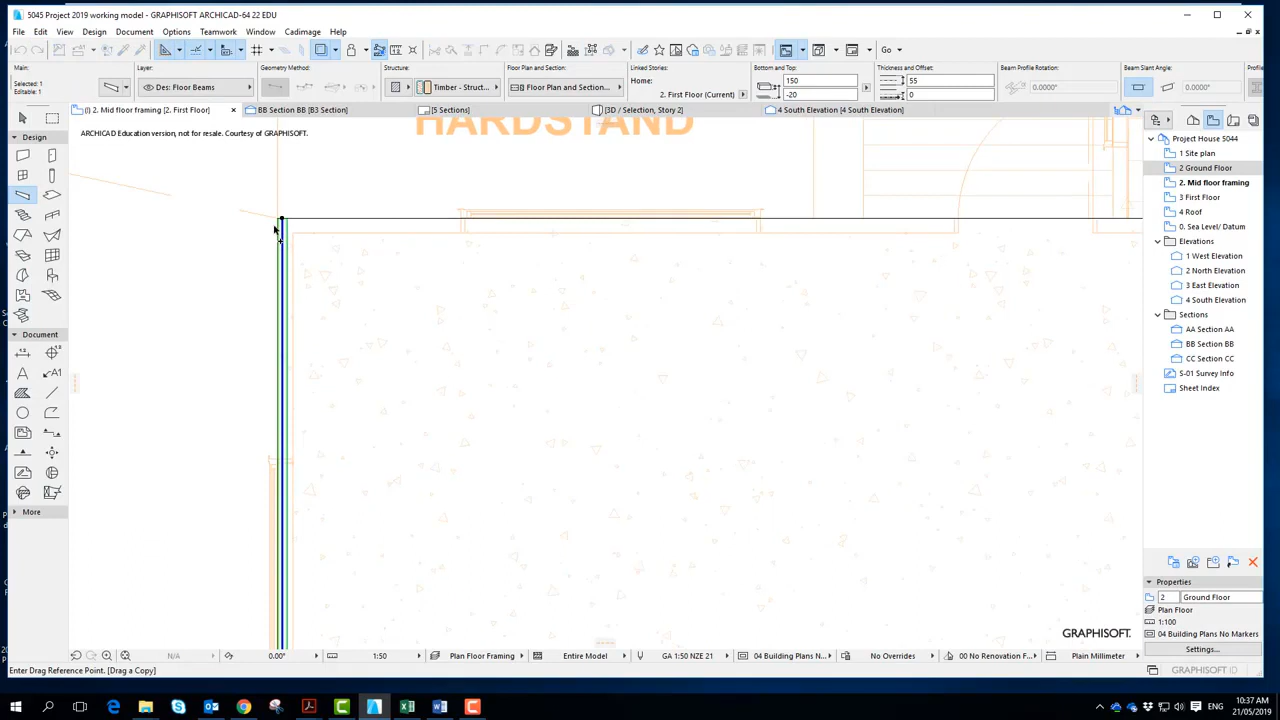 5045 Project 2019 working model - GRAPHISOFT ARCHICAD-64 22 EDU
File Edit View Design Document Options Teamwork Window Cadimage Help
Go
Main:
Selected: 1
Editable: 1
Layer:
Des: Floor Beams
Geometry Method:
Structure:
Timber - Struct...
Floor Plan and Section:
Floor Plan and Section...
Linked Stories:
Home:
2. First Floor (Current)
Bottom and Top:
150
-20
Thickness and Offset:
55
0
Beam Profile Rotation:
0.0000°
Beam Slant Angle:
0.0000°
Profile
(I) 2. Mid floor framing [2. First Floor]
BB Section BB [B3 Section]
[5 Sections]
[3D / Selection, Story 2]
4 South Elevation [4 South Elevation]
ARCHICAD Education version, not for resale. Courtesy of GRAPHISOFT.
HARDSTAND
Design
Document
More
Project House 5044
1 Site plan
2 Ground Floor
2. Mid floor framing
3 First Floor
4 Roof
0. Sea Level/ Datum
Elevations
1 West Elevation
2 North Elevation
3 East Elevation
4 South Elevation
Sections
AA Section AA
BB Section BB
CC Section CC
S-01 Survey Info
Sheet Index
Properties
2 Ground Floor
Plan Floor
1:100
04 Building Plans No Markers
Settings...
GRAPHISOFT.
N/A
0.00°
1:50
Plan Floor Framing
Entire Model
GA 1:50 NZE 21
04 Building Plans N...
No Overrides
00 No Renovation F...
Plain Millimeter
Enter Drag Reference Point. [Drag a Copy]
GRAPHISOFT ID
ENG
10:37 AM
21/05/2019